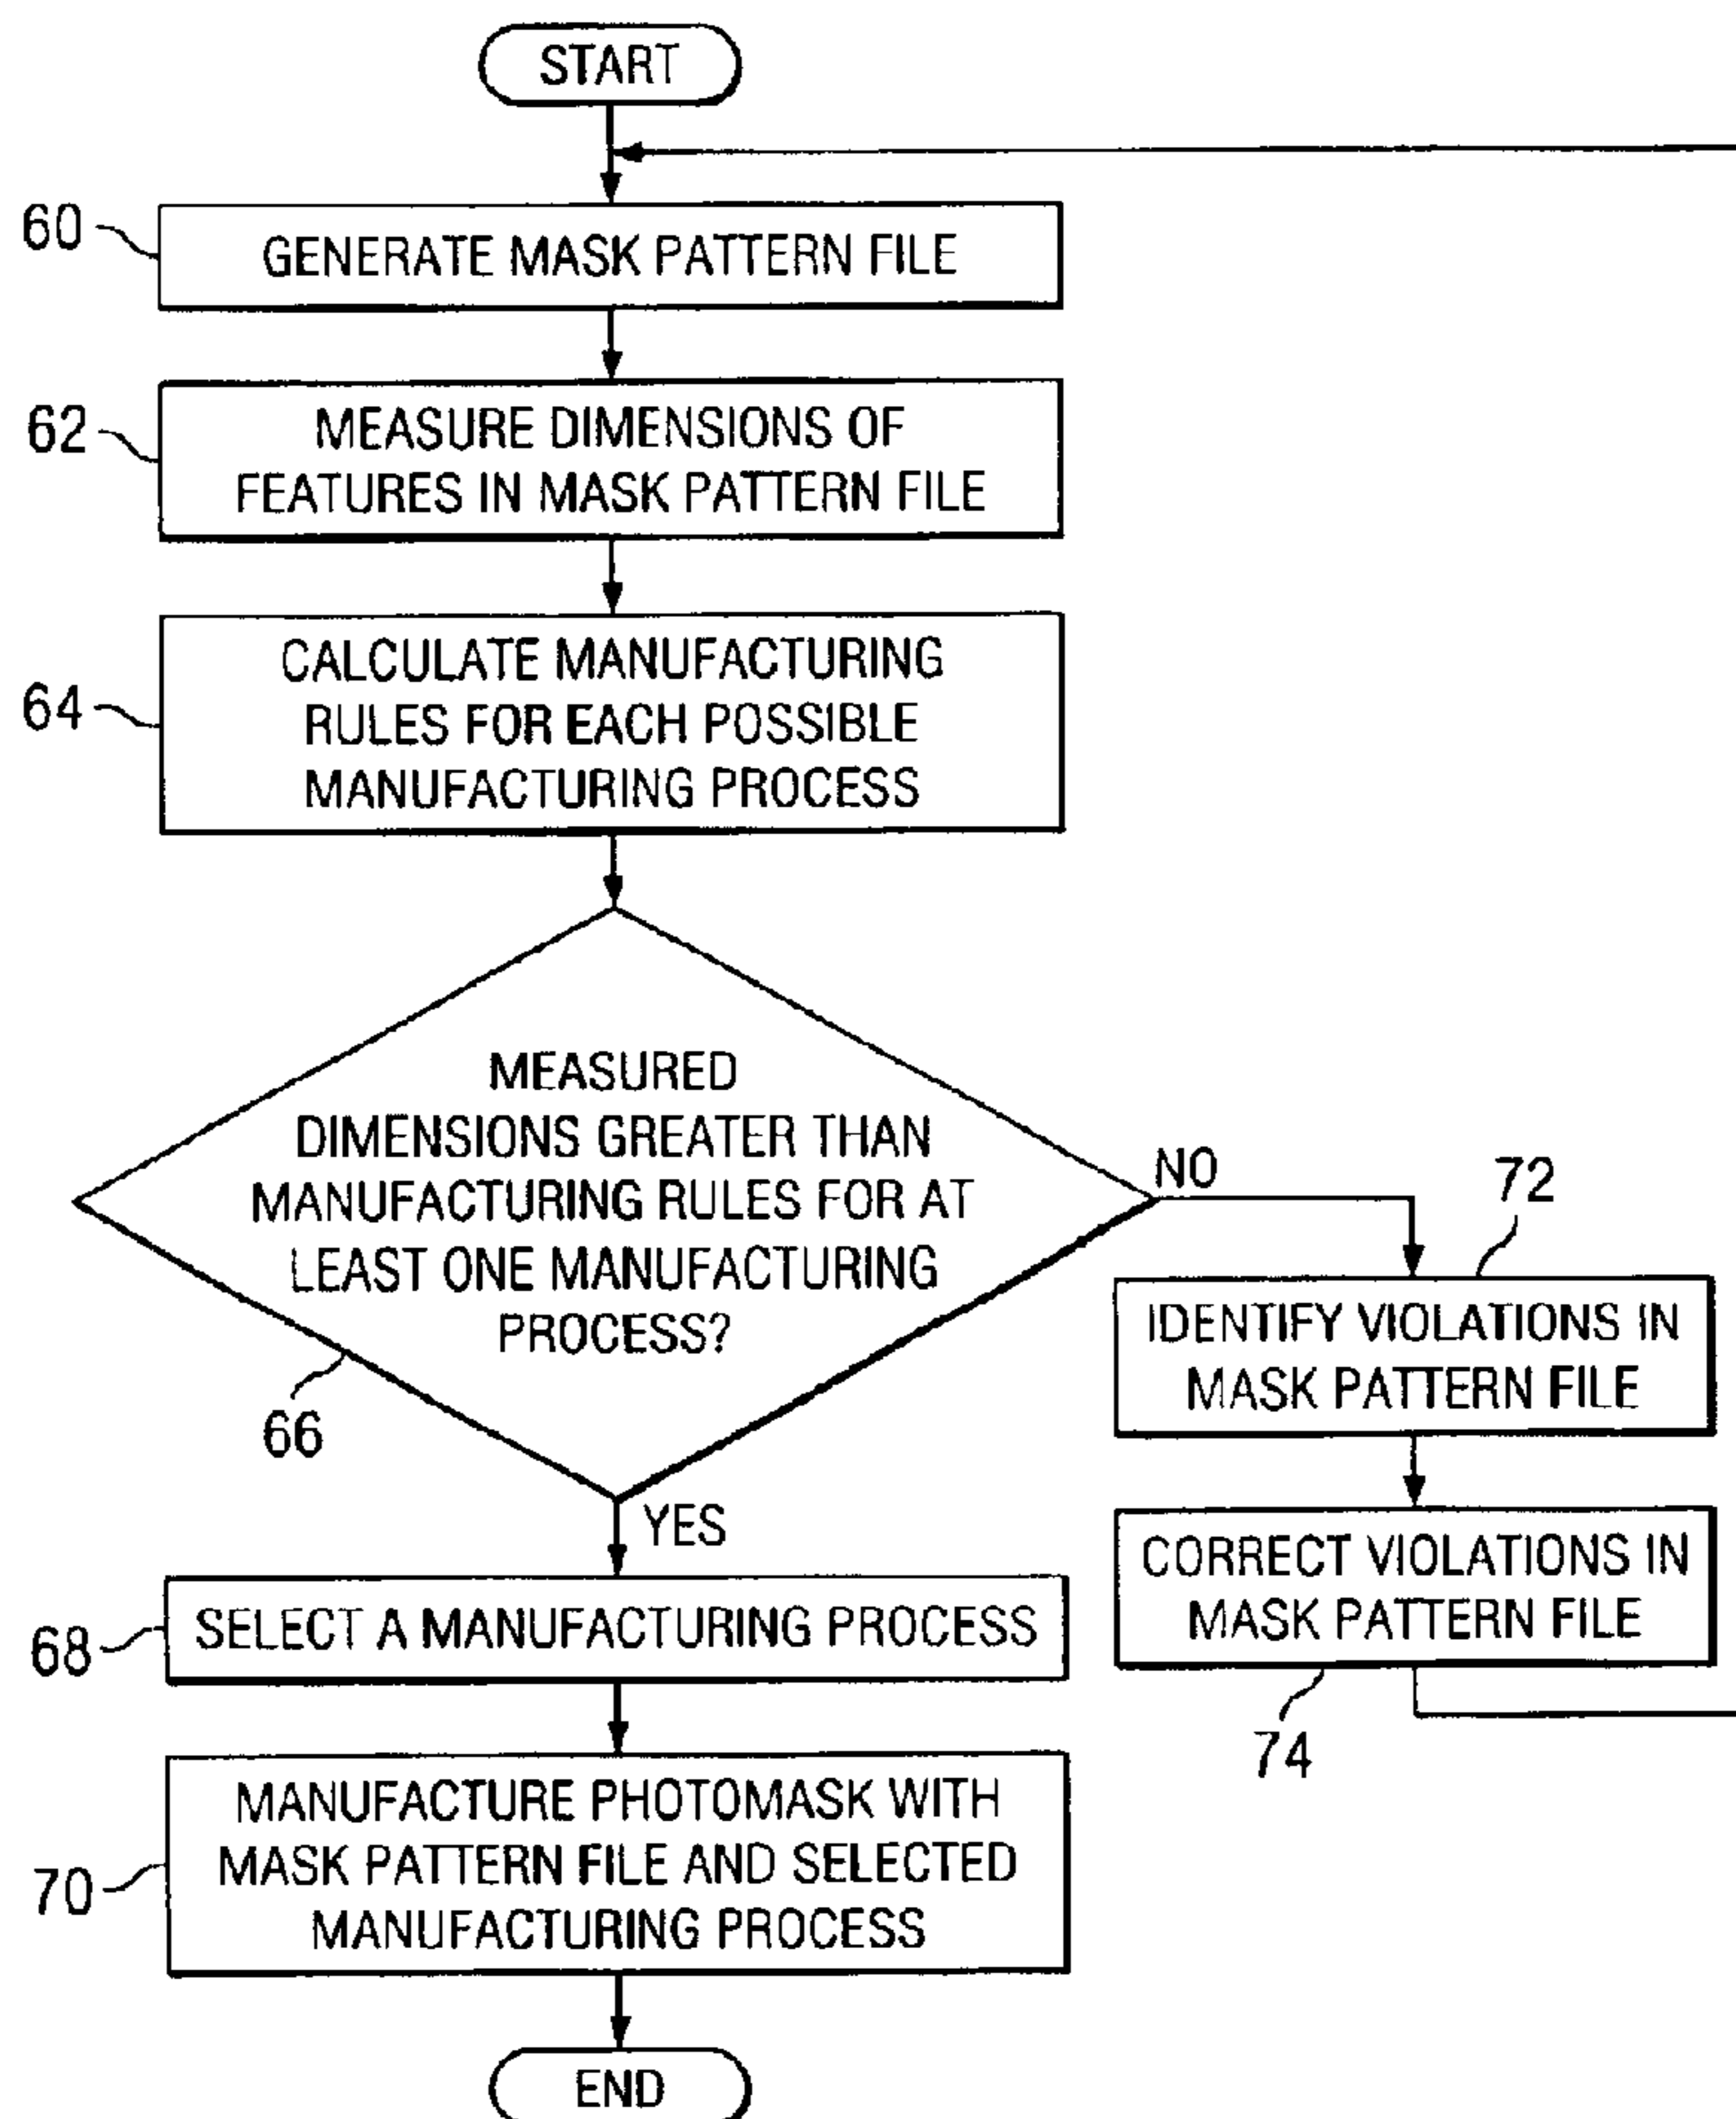 START
60
GENERATE MASK PATTERN FILE
62
MEASURE DIMENSIONS OF
FEATURES IN MASK PATTERN FILE
64
CALCULATE MANUFACTURING
RULES FOR EACH POSSIBLE
MANUFACTURING PROCESS
MEASURED
DIMENSIONS GREATER THAN
MANUFACTURING RULES FOR AT
LEAST ONE MANUFACTURING
PROCESS?
66
NO
72
IDENTIFY VIOLATIONS IN
MASK PATTERN FILE
CORRECT VIOLATIONS IN
MASK PATTERN FILE
74
YES
68
SELECT A MANUFACTURING PROCESS
70
MANUFACTURE PHOTOMASK WITH
MASK PATTERN FILE AND SELECTED
MANUFACTURING PROCESS
END